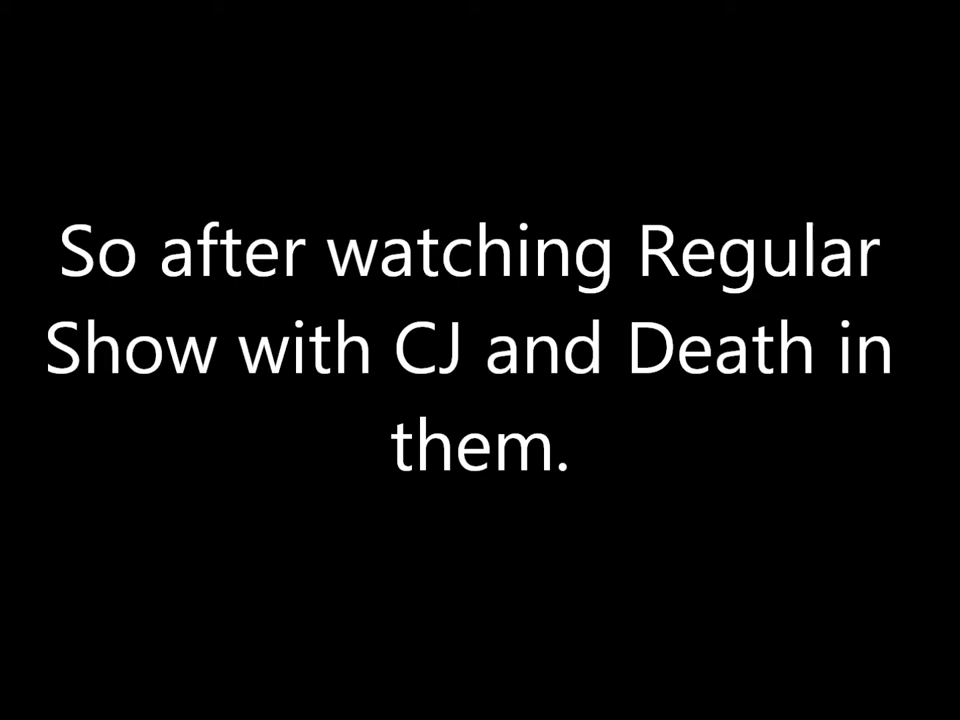 So after watching Regular
Show with CJ and Death in
them.